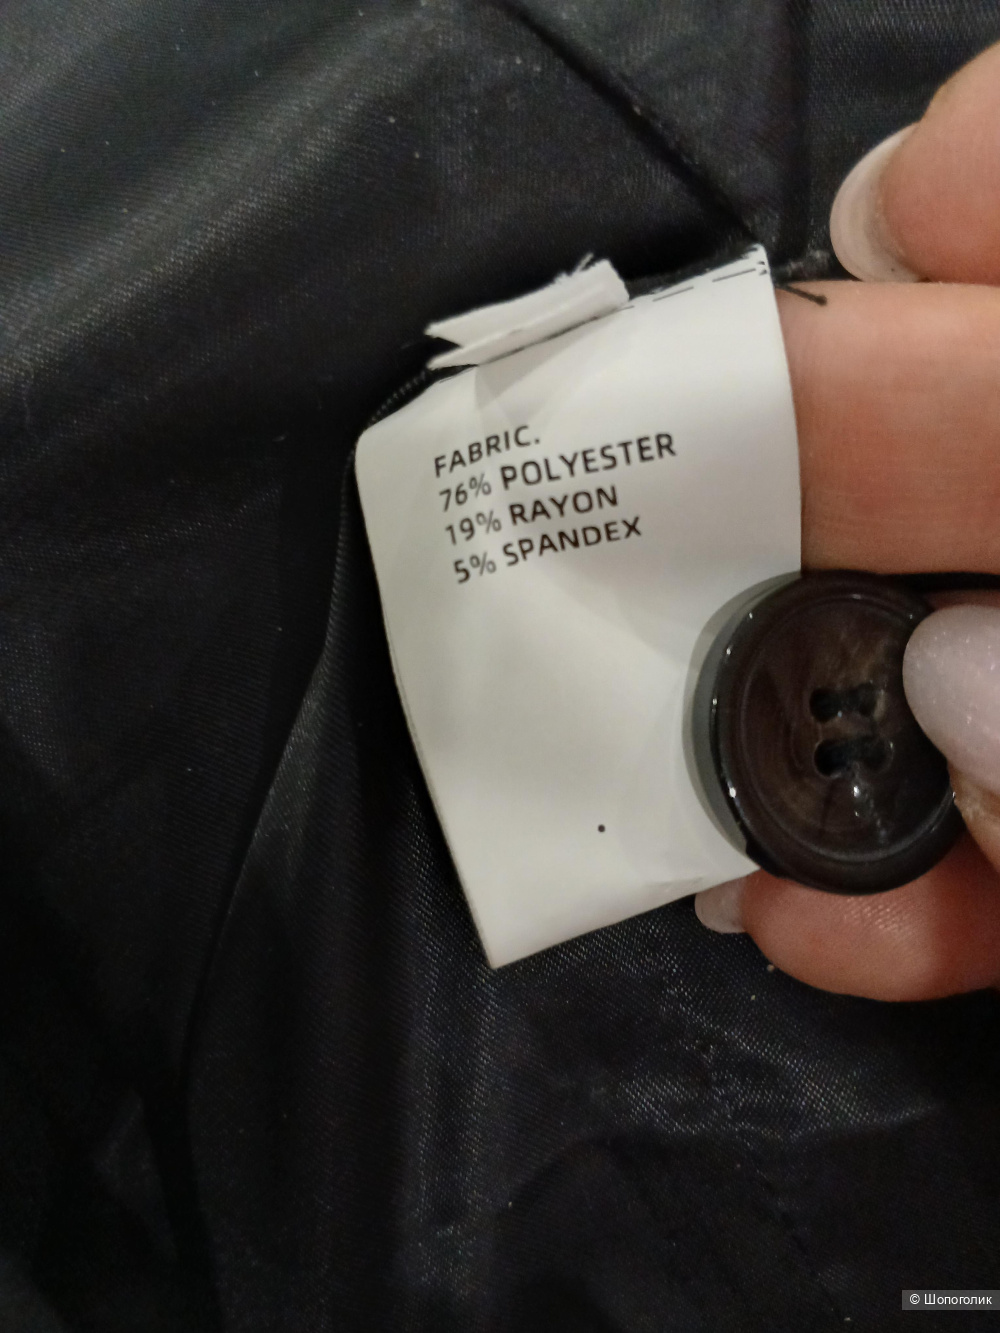 FABRIC.
76% POLYESTER
19% RAYON
5% SPANDEX
© Шопоголик